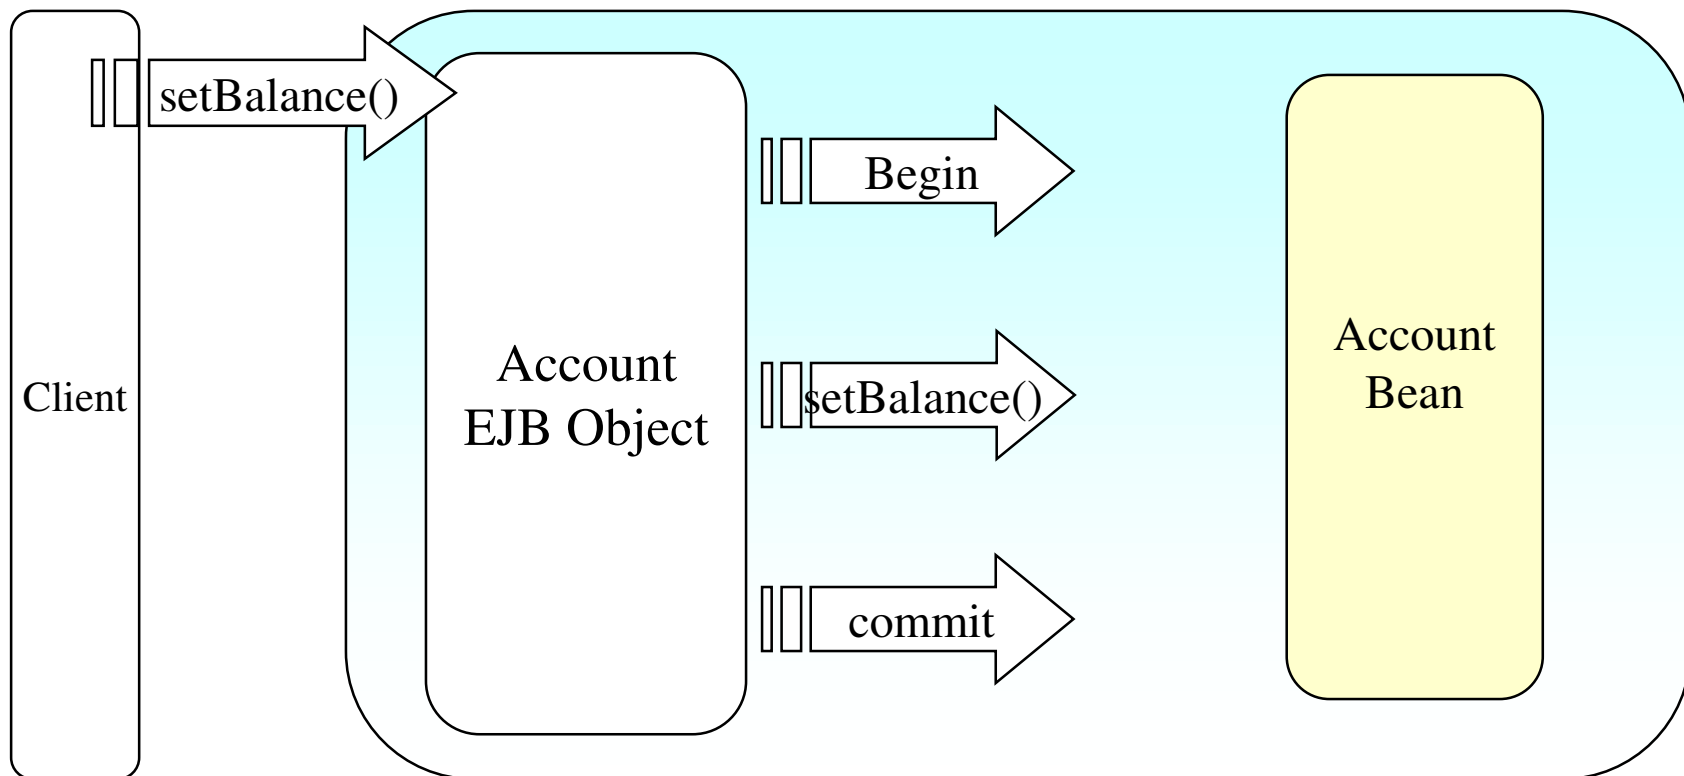 setBalance()
Begin
Client
Account
EJB Object
setBalance()
commit
Account
Bean